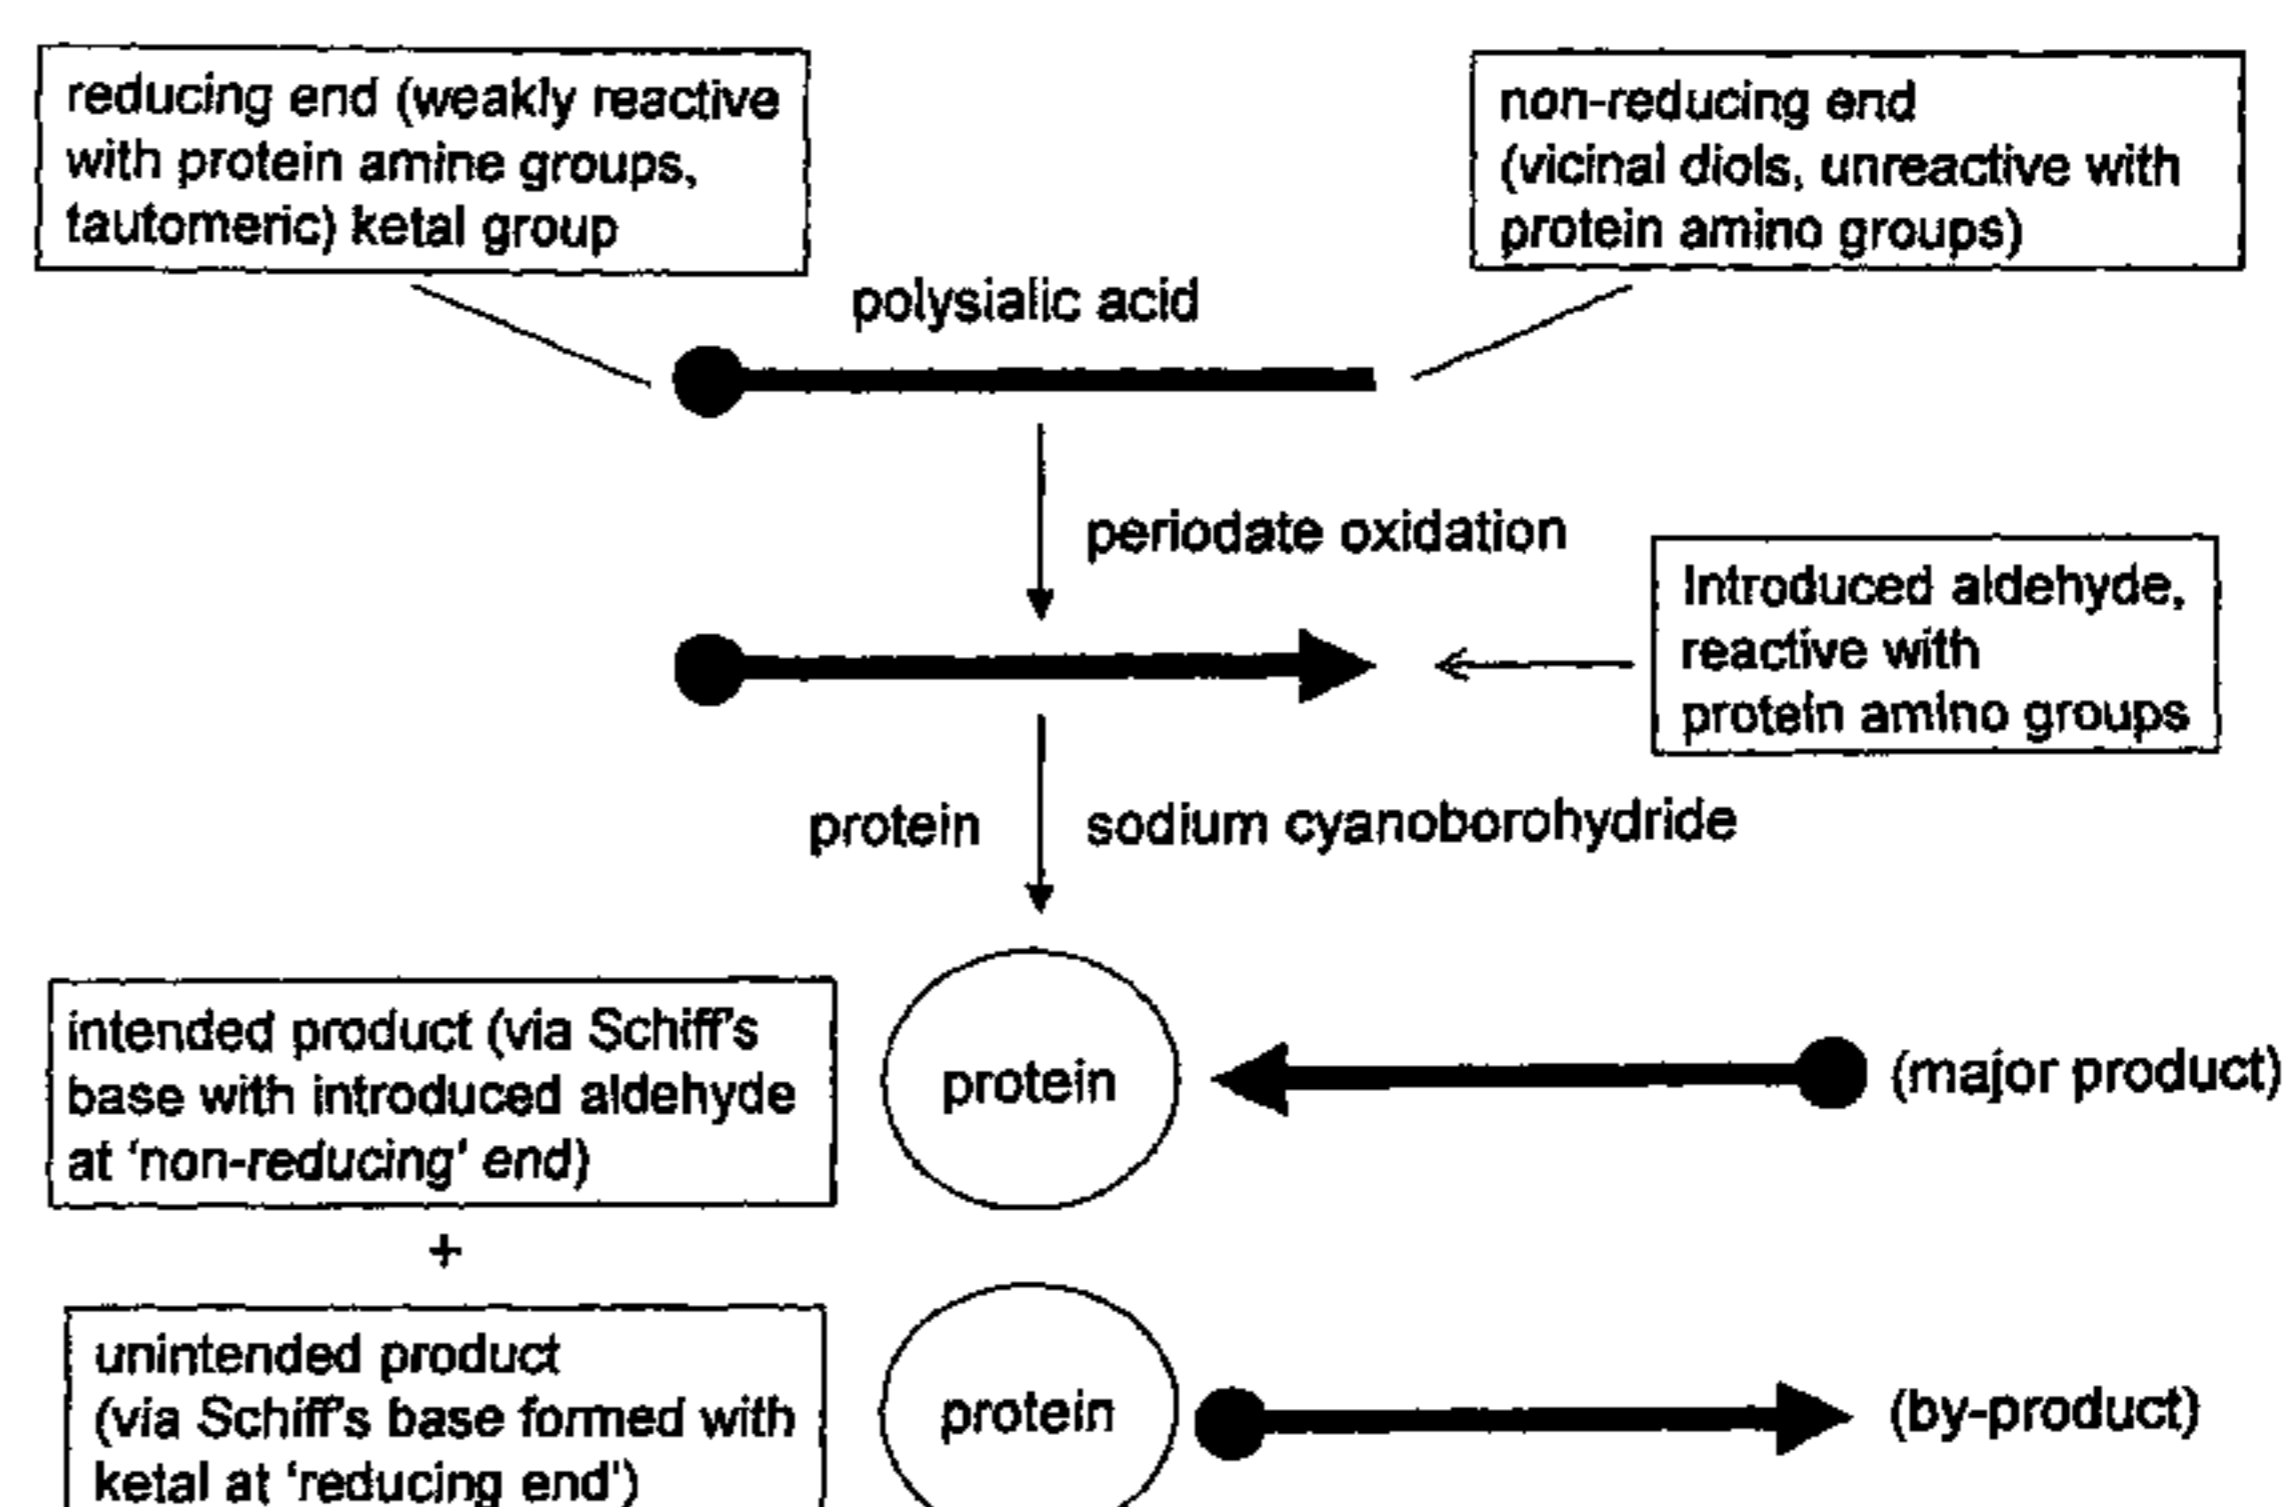 reducing end (weakly reactive
with protein amine groups,
tautomeric) ketal group
non-reducing end
(vicinal diols, unreactive with
protein amino groups)
polysialic acid
periodate oxidation
Introduced aldehyde,
reactive with
protein amino groups
protein
sodium cyanoborohydride
intended product (via Schiff's
base with introduced aldehyde
at ‘non-reducing’ end)
protein
(major product)
+
unintended product
(via Schiff's base formed with
ketal at ‘reducing end’)
protein
(by-product)